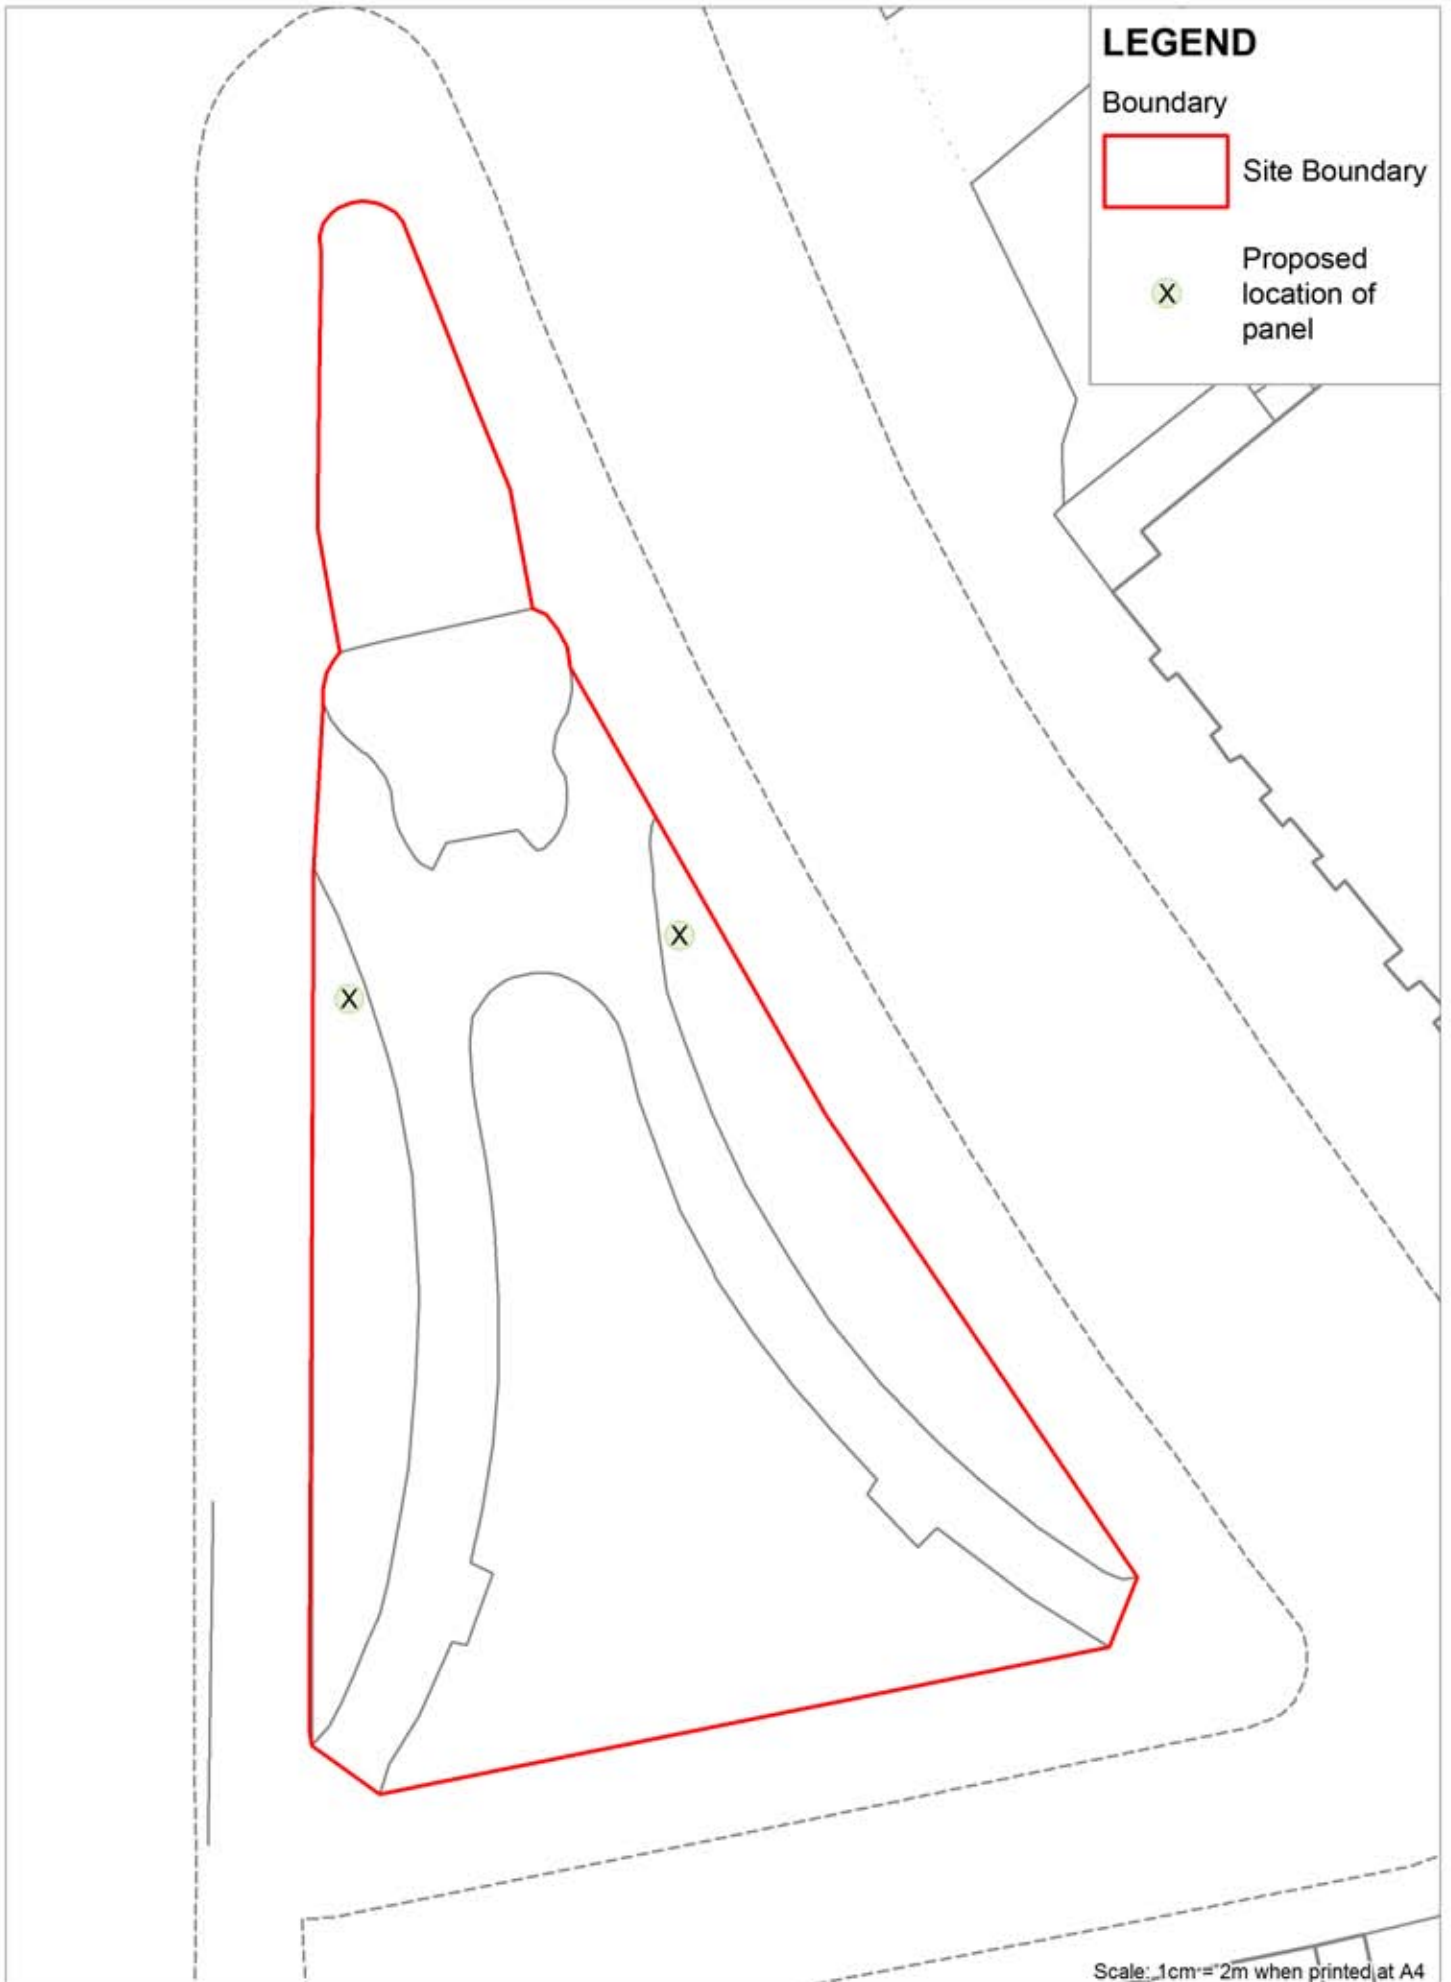 LEGEND
Boundary
Site Boundary
X
Proposed
location of
panel
X
X
Scale: 1cm = 2m when printed at A4